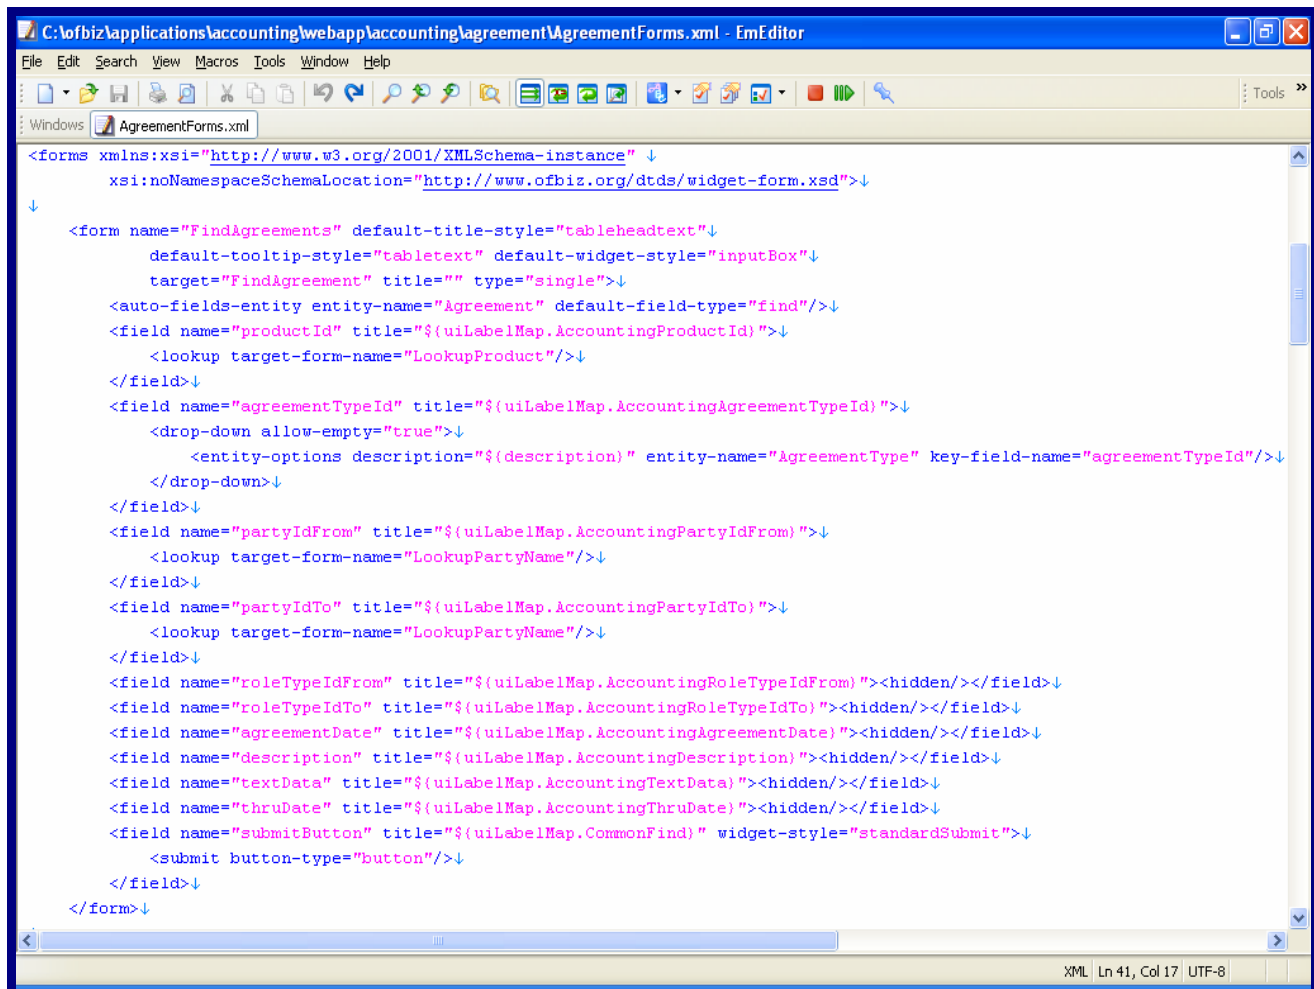 C:\ofbiz\applications\accounting\webapp\accounting\agreement\AgreementForms.xml - EmEditor
File Edit Search View Macros Tools Window Help
Tools »
Windows AgreementForms.xml
<forms xmlns:xsi="http://www.w3.org/2001/XMLSchema-instance" ↓
xsi:noNamespaceSchemaLocation="http://www.ofbiz.org/dtds/widget-form.xsd">↓
↓
<form name="FindAgreements" default-title-style="tableheadtext"↓
default-tooltip-style="tabletext" default-widget-style="inputBox"↓
target="FindAgreement" title="" type="single">↓
<auto-fields-entity entity-name="Agreement" default-field-type="find"/>↓
<field name="productId" title="${uiLabelMap.AccountingProductId}">↓
<lookup target-form-name="LookupProduct"/>↓
</field>↓
<field name="agreementTypeId" title="${uiLabelMap.AccountingAgreementTypeId}">↓
<drop-down allow-empty="true">↓
<entity-options description="${description}" entity-name="AgreementType" key-field-name="agreementTypeId"/>↓
</drop-down>↓
</field>↓
<field name="partyIdFrom" title="${uiLabelMap.AccountingPartyIdFrom}">↓
<lookup target-form-name="LookupPartyName"/>↓
</field>↓
<field name="partyIdTo" title="${uiLabelMap.AccountingPartyIdTo}">↓
<lookup target-form-name="LookupPartyName"/>↓
</field>↓
<field name="roleTypeIdFrom" title="${uiLabelMap.AccountingRoleTypeIdFrom}"><hidden/></field>↓
<field name="roleTypeIdTo" title="${uiLabelMap.AccountingRoleTypeIdTo}"><hidden/></field>↓
<field name="agreementDate" title="${uiLabelMap.AccountingAgreementDate}"><hidden/></field>↓
<field name="description" title="${uiLabelMap.AccountingDescription}"><hidden/></field>↓
<field name="textData" title="${uiLabelMap.AccountingTextData}"><hidden/></field>↓
<field name="thruDate" title="${uiLabelMap.AccountingThruDate}"><hidden/></field>↓
<field name="submitButton" title="${uiLabelMap.CommonFind}" widget-style="standardSubmit">↓
<submit button-type="button"/>↓
</field>↓
</form>↓
XML Ln 41, Col 17 UTF-8